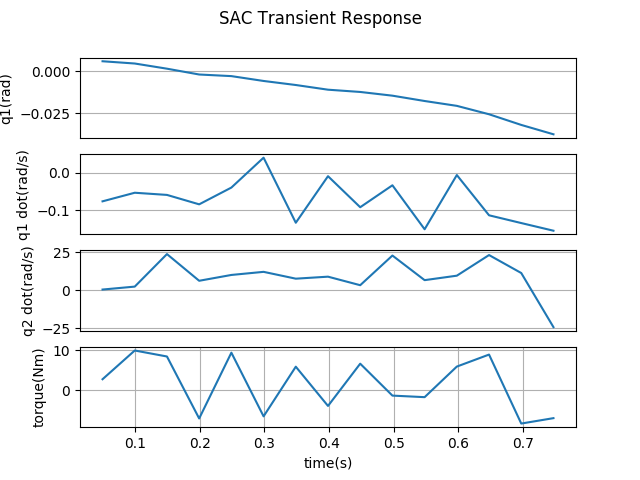 SAC Transient Response
0.000
−0.025
q1(rad)
0.0
−0.1
q1 dot(rad/s)
25
0
−25
q2 dot(rad/s)
10
0
torque(Nm)
0.1 0.2 0.3 0.4 0.5 0.6 0.7
time(s)